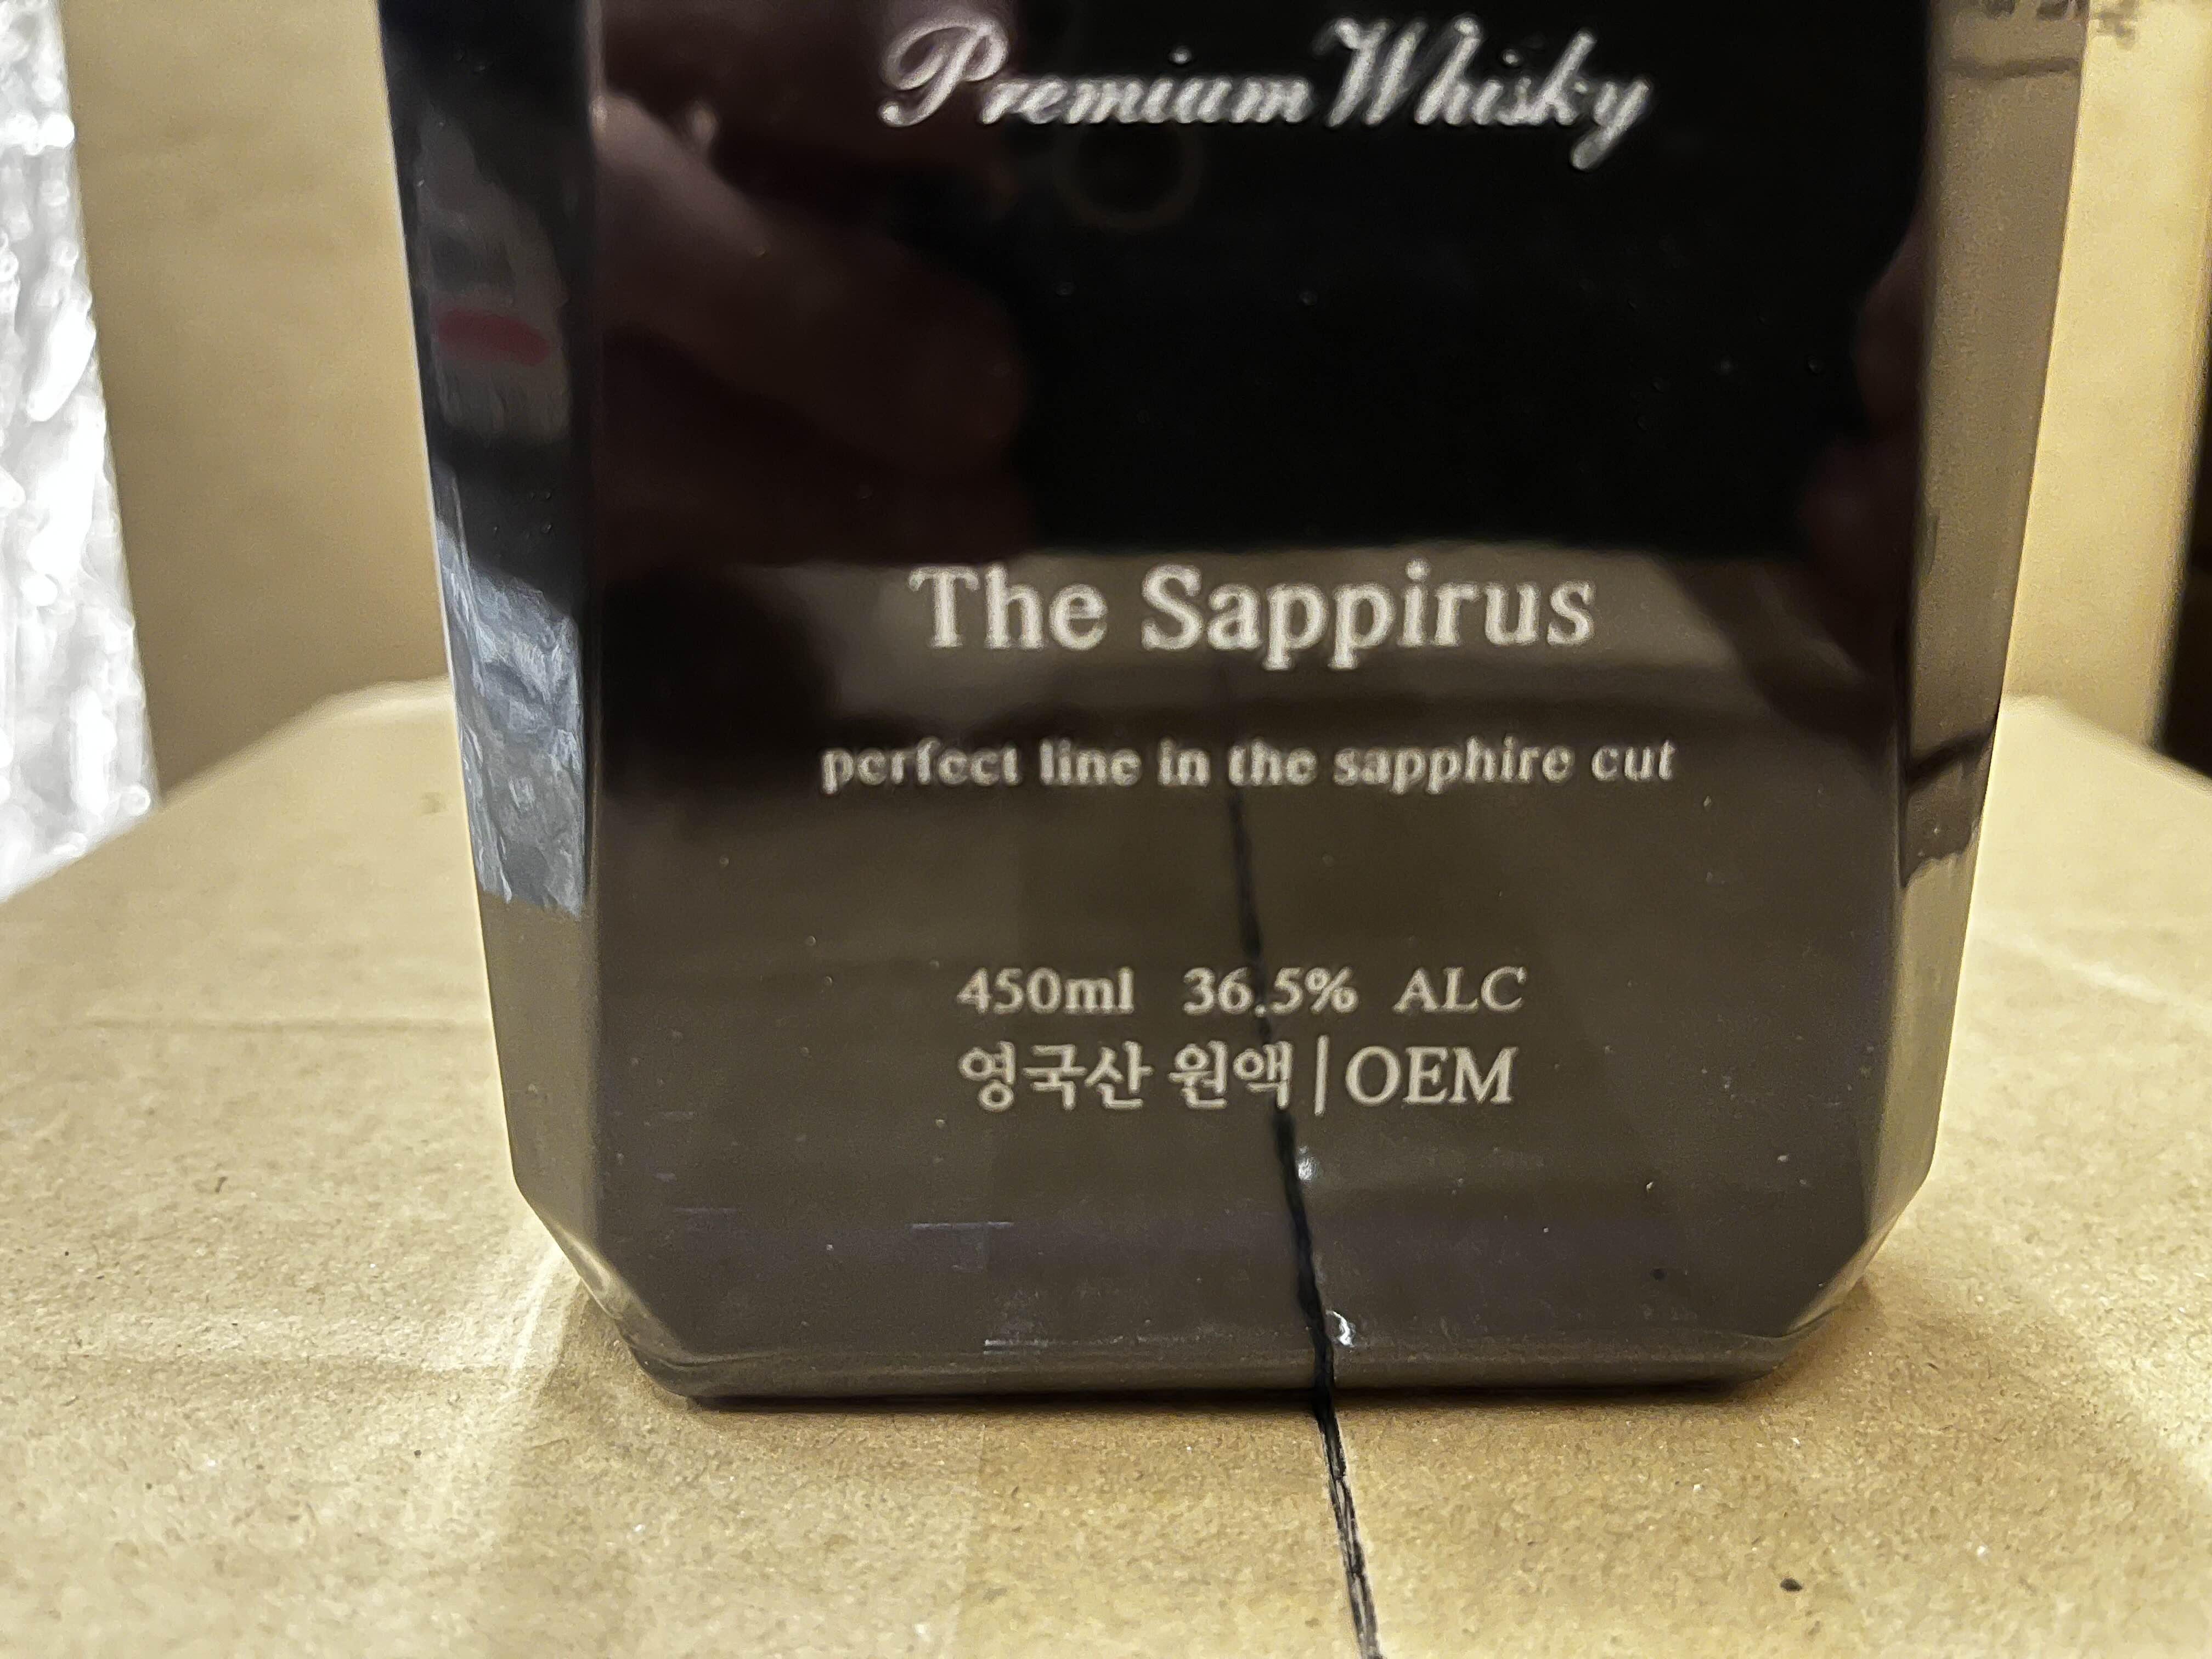 Premium Whisky
The Sappirus
perfect line in the sapphire cut
450ml 36.5% ALC
영국산 원액 | OEM